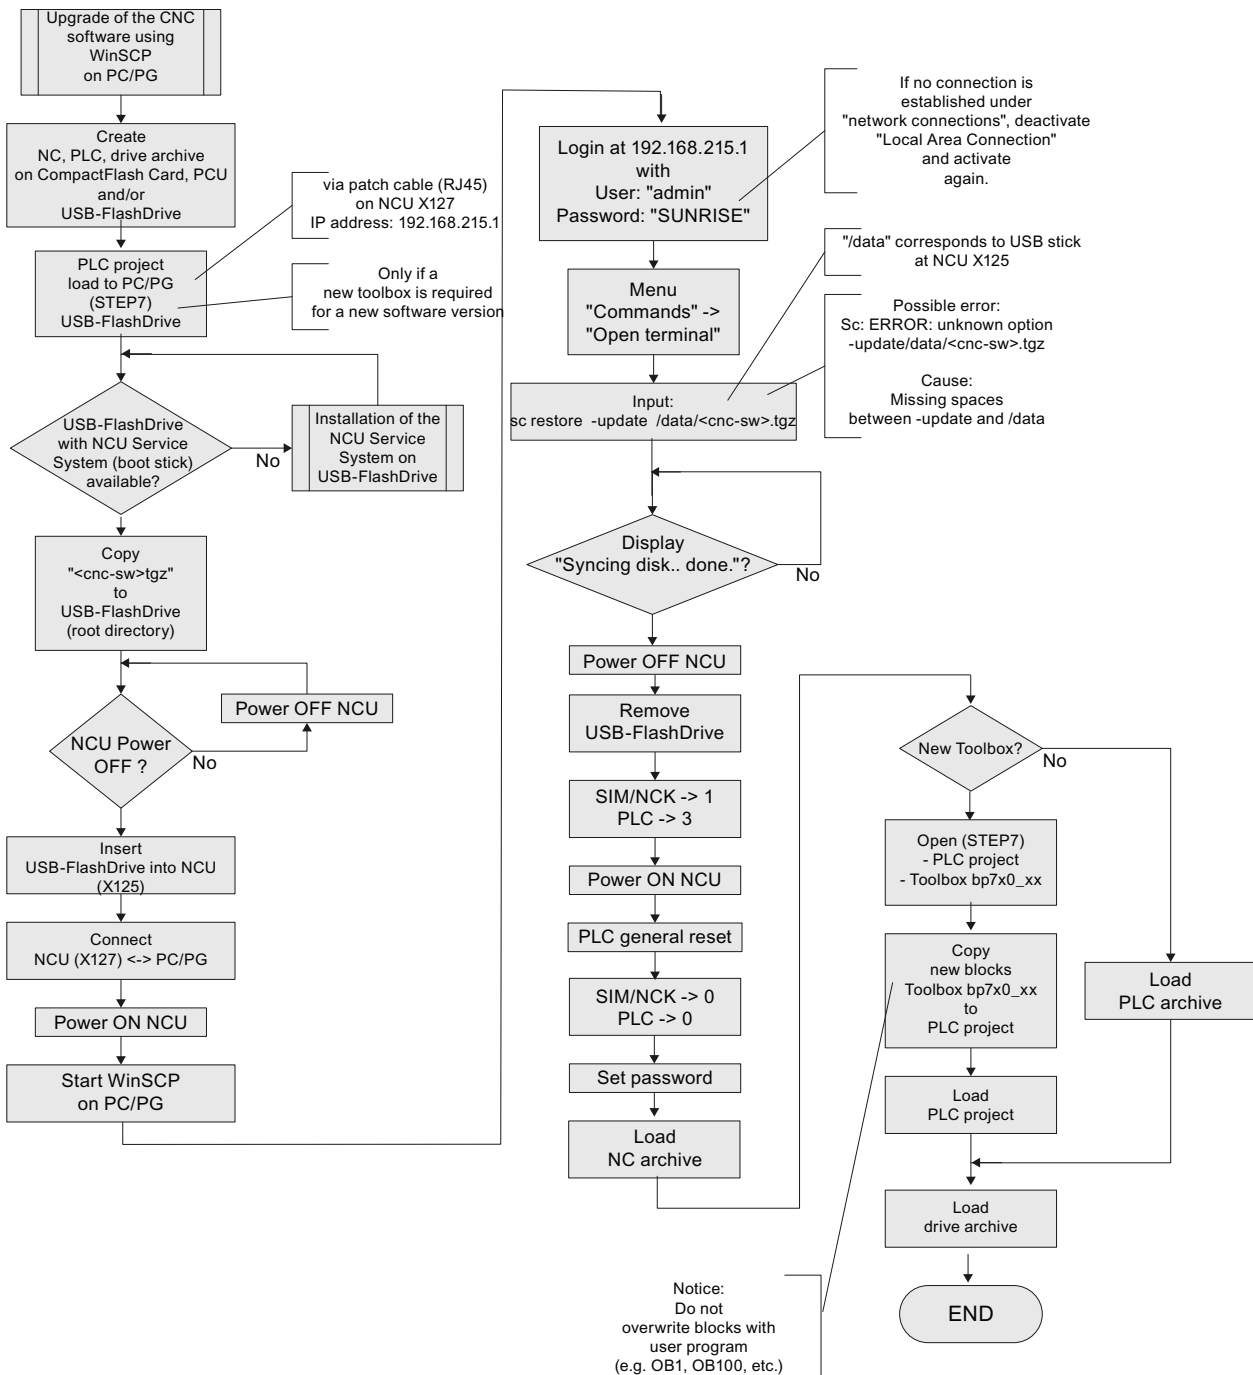 Upgrade of the CNC
software using
WinSCP
on PC/PG
Create
NC, PLC, drive archive
on CompactFlash Card, PCU
and/or
USB-FlashDrive
via patch cable (RJ45)
on NCU X127
IP address: 192.168.215.1
PLC project
load to PC/PG
(STEP7)
USB-FlashDrive
Only if a
new toolbox is required
for a new software version
USB-FlashDrive
with NCU Service
System (boot stick)
available?
No
Installation of the
NCU Service
System on
USB-FlashDrive
Copy
"<cnc-sw>tgz"
to
USB-FlashDrive
(root directory)
Power OFF NCU
NCU Power
OFF ?
No
Insert
USB-FlashDrive into NCU
(X125)
Connect
NCU (X127) <-> PC/PG
Power ON NCU
Start WinSCP
on PC/PG
Login at 192.168.215.1
with
User: "admin"
Password: "SUNRISE"
If no connection is
established under
"network connections", deactivate
"Local Area Connection"
and activate
again.
Menu
"Commands" ->
"Open terminal"
"/data" corresponds to USB stick
at NCU X125
Input:
sc restore -update /data/<cnc-sw>.tgz
Possible error:
Sc: ERROR: unknown option
-update/data/<cnc-sw>.tgz
Cause:
Missing spaces
between -update and /data
Display
"Syncing disk.. done."?
No
Power OFF NCU
Remove
USB-FlashDrive
SIM/NCK -> 1
PLC -> 3
Power ON NCU
PLC general reset
SIM/NCK -> 0
PLC -> 0
Set password
Load
NC archive
New Toolbox?
No
Open (STEP7)
- PLC project
- Toolbox bp7x0_xx
Copy
new blocks
Toolbox bp7x0_xx
to
PLC project
Load
PLC archive
Load
PLC project
Load
drive archive
END
Notice:
Do not
overwrite blocks with
user program
(e.g. OB1, OB100, etc.)